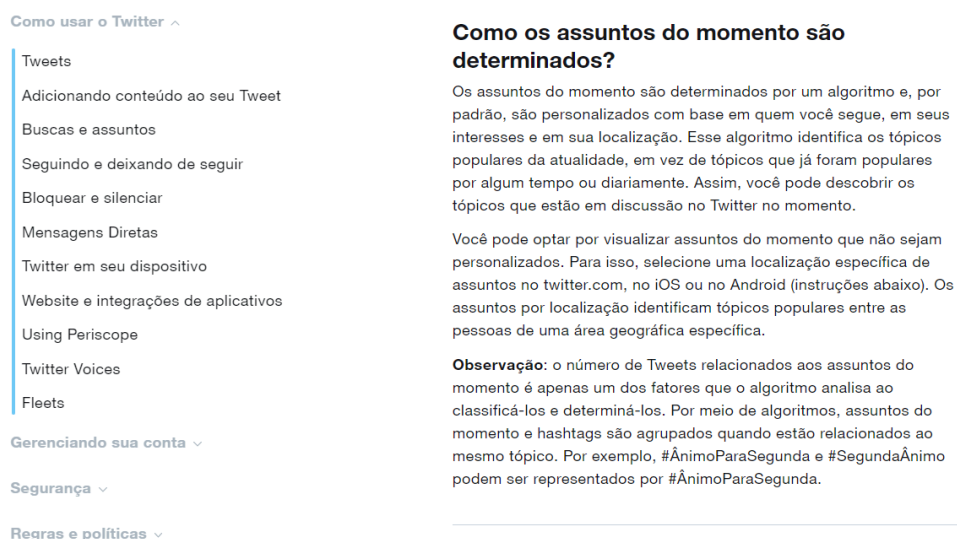 Como usar o Twitter
Tweets
Adicionando conteúdo ao seu Tweet
Buscas e assuntos
Seguindo e deixando de seguir
Bloquear e silenciar
Mensagens Diretas
Twitter em seu dispositivo
Website e integrações de aplicativos
Using Periscope
Twitter Voices
Fleets
Gerenciando sua conta
Segurança
Regras e políticas
Como os assuntos do momento são
determinados?
Os assuntos do momento são determinados por um algoritmo e, por
padrão, são personalizados com base em quem você segue, em seus
interesses e em sua localização. Esse algoritmo identifica os tópicos
populares da atualidade, em vez de tópicos que já foram populares
por algum tempo ou diariamente. Assim, você pode descobrir os
tópicos que estão em discussão no Twitter no momento.
Você pode optar por visualizar assuntos do momento que não sejam
personalizados. Para isso, selecione uma localização específica de
assuntos no twitter.com, no iOS ou no Android (instruções abaixo). Os
assuntos por localização identificam tópicos populares entre as
pessoas de uma área geográfica específica.
Observação: o número de Tweets relacionados aos assuntos do
momento é apenas um dos fatores que o algoritmo analisa ao
classificá-los e determiná-los. Por meio de algoritmos, assuntos do
momento e hashtags são agrupados quando estão relacionados ao
mesmo tópico. Por exemplo, #ÂnimoParaSegunda e #SegundaÂnimo
podem ser representados por #ÂnimoParaSegunda.